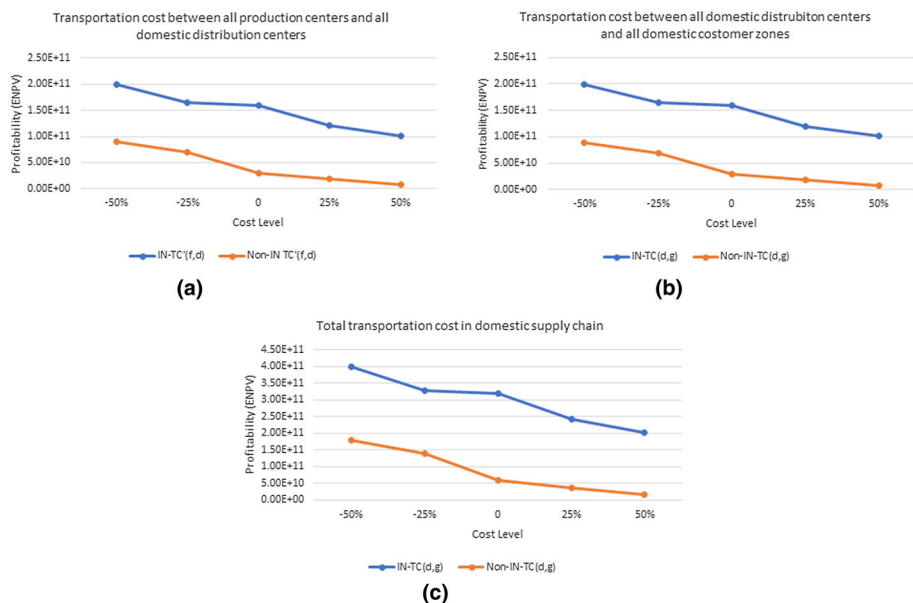 Transportation cost between all production centers and all
domestic distribution centers
Profitability (ENPV)
2.50E+11
2.00E+11
1.50E+11
1.00E+11
5.00E+10
0.00E+00
-50%
-25%
0
25%
50%
Cost Level
IN-TC'(f,d)
Non-IN TC'(f,d)
(a)
Transportation cost between all domestic distrubiton centers
and all domestic costomer zones
Profitability (ENPV)
2.50E+11
2.00E+11
1.50E+11
1.00E+11
5.00E+10
0.00E+00
-50%
-25%
0
25%
50%
Cost Level
IN-TC(d,g)
Non-IN-TC(d,g)
(b)
Total transportation cost in domestic supply chain
Profitability (ENPV)
4.50E+11
4.00E+11
3.50E+11
3.00E+11
2.50E+11
2.00E+11
1.50E+11
1.00E+11
5.00E+10
0.00E+00
-50%
-25%
0
25%
50%
Cost Level
IN-TC(d,g)
Non-IN-TC(d,g)
(c)